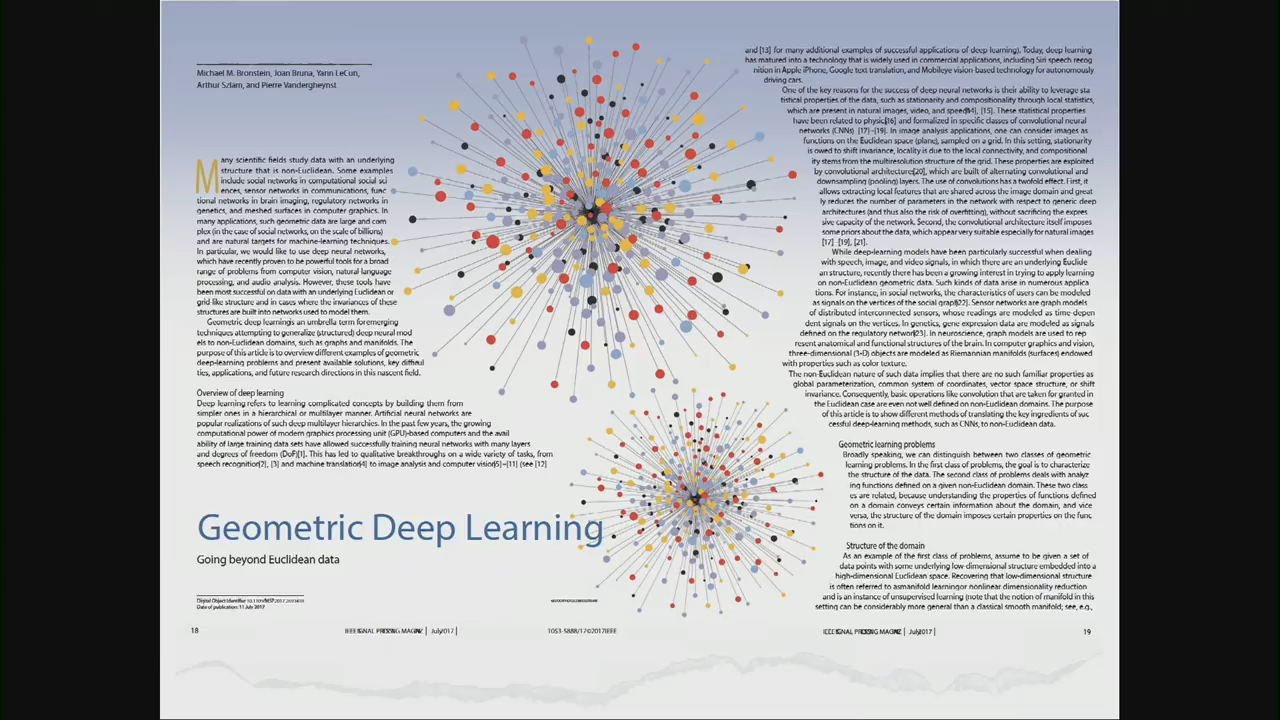 Michael M. Bronstein, Joan Bruna, Yann LeCun,
Arthur Szlam, and Pierre Vandergheynst
Many scientific fields study data with an underlying
structure that is non-Euclidean. Some examples
include social networks in computational social sci
ences, sensor networks in communications, func
tional networks in brain imaging, regulatory networks in
genetics, and meshed surfaces in computer graphics. In
many applications, such geometric data are large and com
plex (in the case of social networks, on the scale of billions)
and are natural targets for machine-learning techniques.
In particular, we would like to use deep neural networks,
which have recently proven to be powerful tools for a broad
range of problems from computer vision, natural-language
processing, and audio analysis. However, these tools have
been most successful on data with an underlying Euclidean or
grid-like structure and in cases where the invariances of these
structures are built into networks used to model them.
Geometric deep learning is an umbrella term for emerging
techniques attempting to generalize (structured) deep neural mod
els to non-Euclidean domains, such as graphs and manifolds. The
purpose of this article is to overview different examples of geometric
deep-learning problems and present available solutions, key difficul
ties, applications, and future research directions in this nascent field.
Overview of deep learning
Deep learning refers to learning complicated concepts by building them from
simpler ones in a hierarchical or multilayer manner. Artificial neural networks are
popular realizations of such deep multilayer hierarchies. In the past few years, the growing
computational power of modern graphics processing unit (GPU)-based computers and the avail
ability of large training data sets have allowed successfully training neural networks with many layers
and degrees of freedom (DoF) [1]. This has led to qualitative breakthroughs on a wide variety of tasks, from
speech recognition [2], [3] and machine translation [4] to image analysis and computer vision [5]–[11] (see [12]
Geometric Deep Learning
Going beyond Euclidean data
Digital Object Identifier
Date of publication: 11 July 2017
18
IEEE SIGNAL PROCESSING MAGAZINE | July 2017 |
1053-5888/17©2017IEEE
and [13] for many additional examples of successful applications of deep learning). Today, deep learning
has matured into a technology that is widely used in commercial applications, including Siri speech recog
nition in Apple iPhone, Google text translation, and Mobileye vision-based technology for autonomously
driving cars.
One of the key reasons for the success of deep neural networks is their ability to leverage sta
tistical properties of the data, such as stationarity and compositionality through local statistics,
which are present in natural images, video, and speech [14], [15]. These statistical properties
have been related to physics [16] and formalized in specific classes of convolutional neural
networks (CNNs) [17]–[19]. In image analysis applications, one can consider images as
functions on the Euclidean space (plane), sampled on a grid. In this setting, stationarity
is owed to shift invariance, locality is due to the local connectivity, and compositional
ity stems from the multiresolution structure of the grid. These properties are exploited
by convolutional architectures [20], which are built of alternating convolutional and
downsampling (pooling) layers. The use of convolutions has a twofold effect. First, it
allows extracting local features that are shared across the image domain and great
ly reduces the number of parameters in the network with respect to generic deep
architectures (and thus also the risk of overfitting), without sacrificing the expres
sive capacity of the network. Second, the convolutional architecture itself imposes
some priors about the data, which appear very suitable especially for natural images
[17]–[19], [21].
While deep-learning models have been particularly successful when dealing
with speech, image, and video signals, in which there are an underlying Euclide
an structure, recently there has been a growing interest in trying to apply learning
on non-Euclidean geometric data. Such kinds of data arise in numerous applica
tions. For instance, in social networks, the characteristics of users can be modeled
as signals on the vertices of the social graph [22]. Sensor networks are graph models
of distributed interconnected sensors, whose readings are modeled as time-depen
dent signals on the vertices. In genetics, gene expression data are modeled as signals
defined on the regulatory network [23]. In neuroscience, graph models are used to rep
resent anatomical and functional structures of the brain. In computer graphics and vision,
three-dimensional (3-D) objects are modeled as Riemannian manifolds (surfaces) endowed
with properties such as color texture.
The non-Euclidean nature of such data implies that there are no such familiar properties as
global parameterization, common system of coordinates, vector space structure, or shift
invariance. Consequently, basic operations like convolution that are taken for granted in
the Euclidean case are even not well defined on non-Euclidean domains. The purpose
of this article is to show different methods of translating the key ingredients of suc
cessful deep-learning methods, such as CNNs, to non-Euclidean data.
Geometric learning problems
Broadly speaking, we can distinguish between two classes of geometric
learning problems. In the first class of problems, the goal is to characterize
the structure of the data. The second class of problems deals with analyz
ing functions defined on a given non-Euclidean domain. These two class
es are related, because understanding the properties of functions defined
on a domain conveys certain information about the domain, and vice
versa, the structure of the domain imposes certain properties on the func
tions on it.
Structure of the domain
As an example of the first class of problems, assume to be given a set of
data points with some underlying low-dimensional structure embedded into a
high-dimensional Euclidean space. Recovering that low-dimensional structure
is often referred to as manifold learning or nonlinear dimensionality reduction
and is an instance of unsupervised learning (note that the notion of manifold in this
setting can be considerably more general than a classical smooth manifold; see, e.g.,
IEEE SIGNAL PROCESSING MAGAZINE | July 2017 |
19